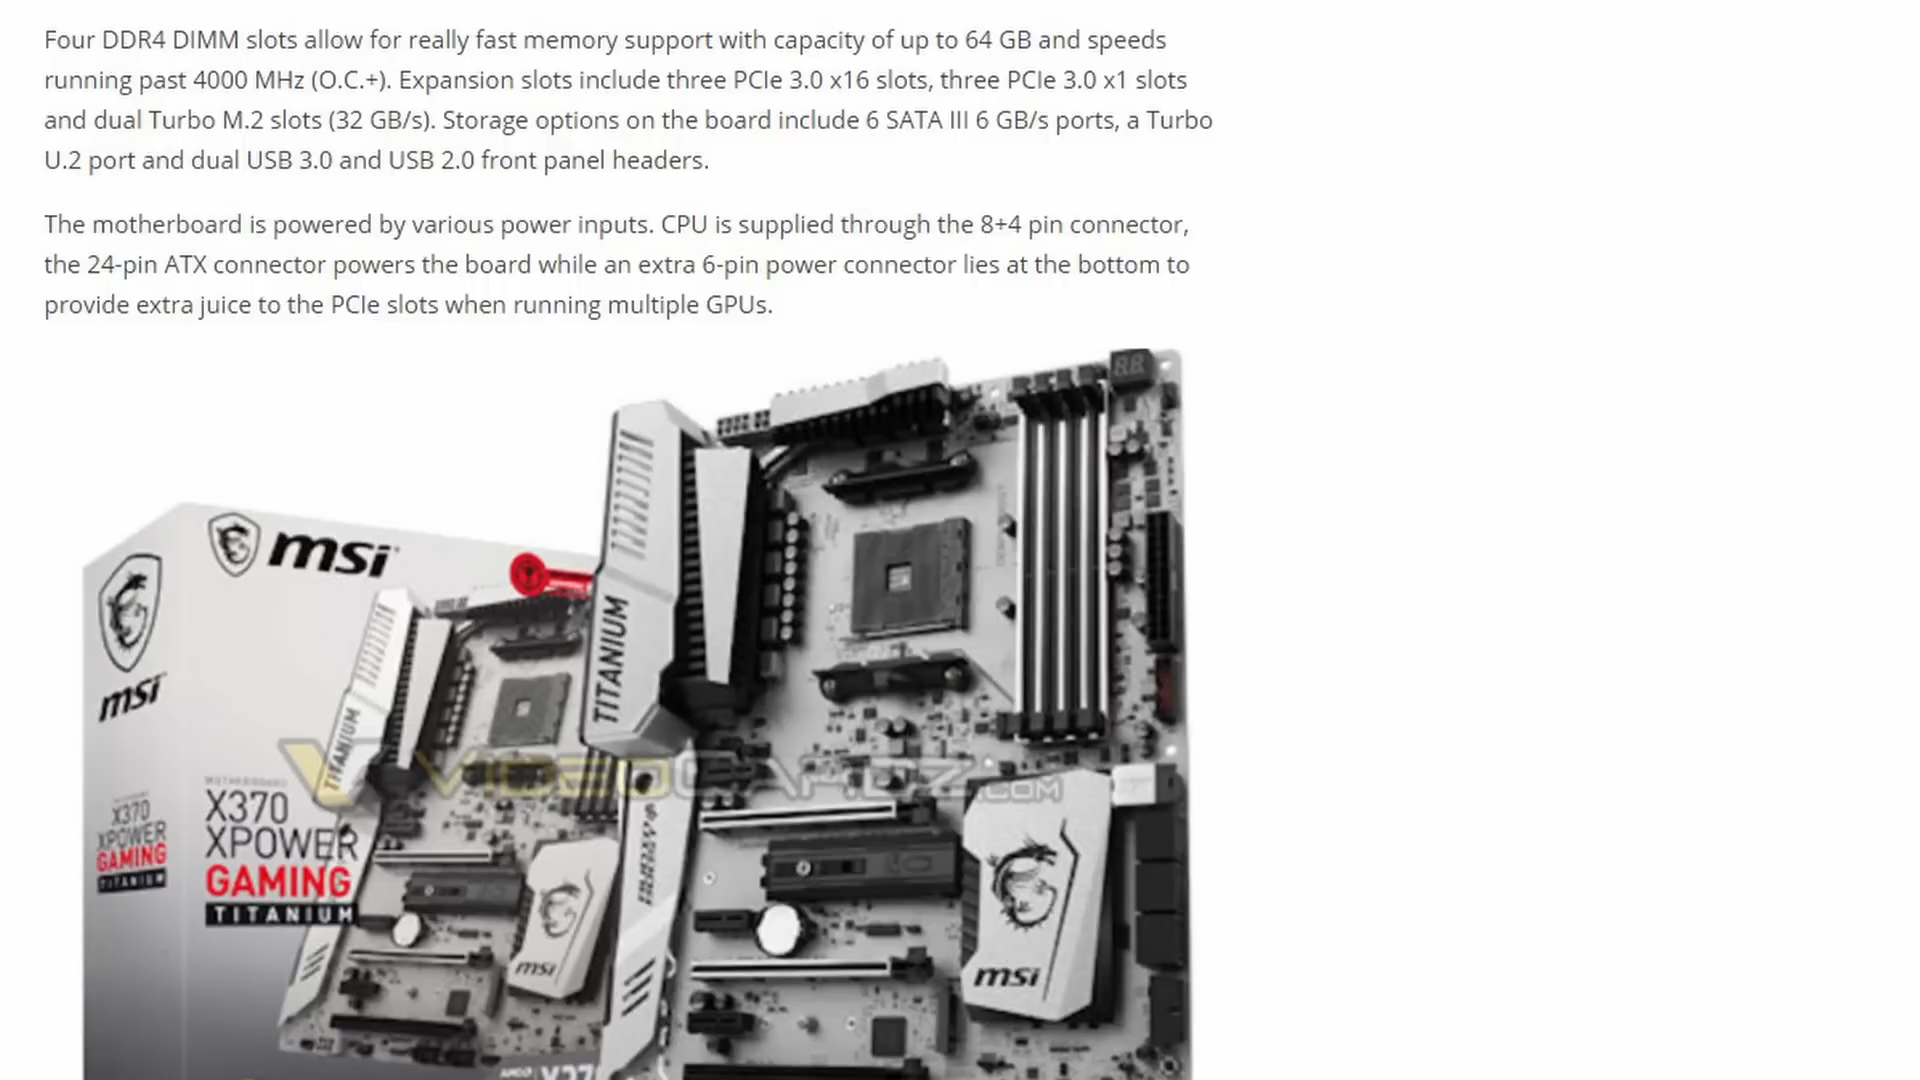 Four DDR4 DIMM slots allow for really fast memory support with capacity of up to 64 GB and speeds
running past 4000 MHz (O.C.+). Expansion slots include three PCIe 3.0 x16 slots, three PCIe 3.0 x1 slots
and dual Turbo M.2 slots (32 GB/s). Storage options on the board include 6 SATA III 6 GB/s ports, a Turbo
U.2 port and dual USB 3.0 and USB 2.0 front panel headers.
The motherboard is powered by various power inputs. CPU is supplied through the 8+4 pin connector,
the 24-pin ATX connector powers the board while an extra 6-pin power connector lies at the bottom to
provide extra juice to the PCIe slots when running multiple GPUs.
msi
msi
TITANIUM
TITANIUM
VIDEOCARDZ.COM
MOTHERBOARD
X370
XPOWER
GAMING
TITANIUM
X370
XPOWER
GAMING
TITANIUM
msi
msi